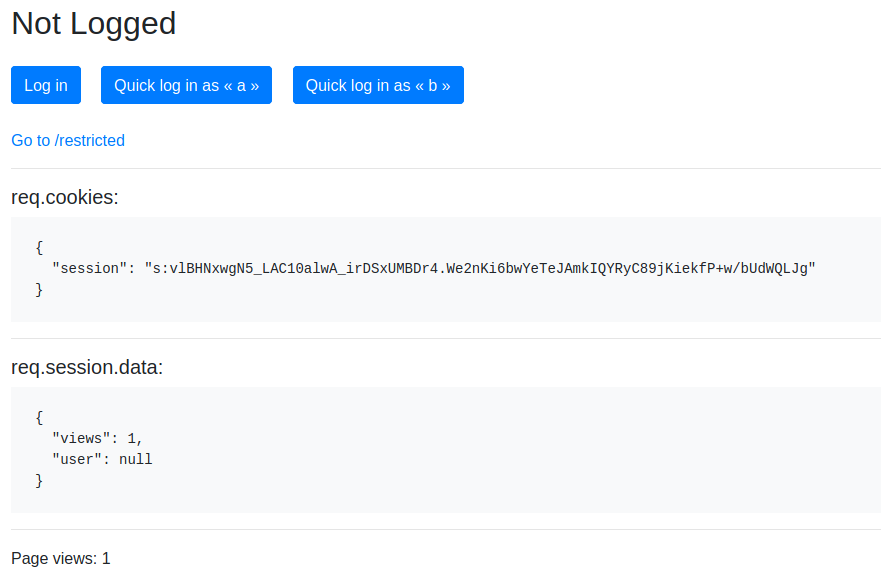 Not Logged
Log in Quick log in as « a » Quick log in as « b »
Go to /restricted
req.cookies:
{
"session": "s:vlBHNxwgN5_LAC10alwA_irDSxUMBDr4.We2nKi6bwYeTeJAmkIQYRyC89jKiekfP+w/bUdWQLJg"
}
req.session.data:
{
"views": 1,
"user": null
}
Page views: 1